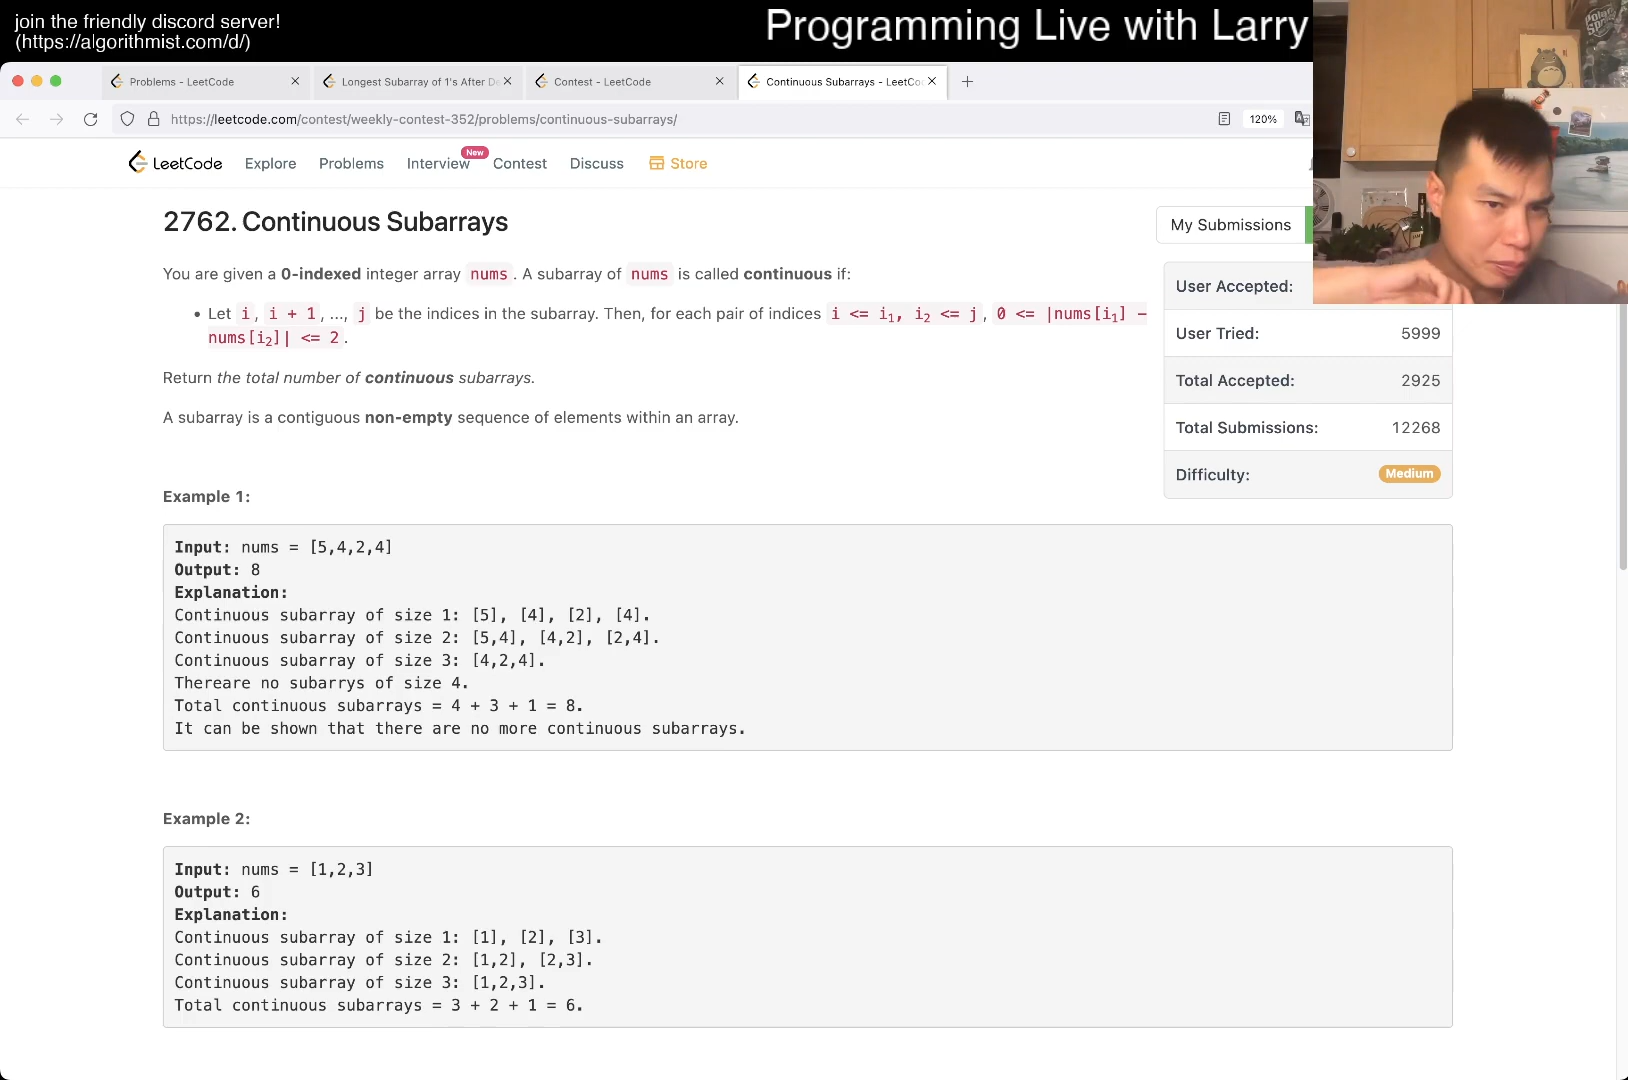 join the friendly discord server!
(https://algorithmist.com/d/)
Programming Live with Larry
Problems - LeetCode
Longest Subarray of 1's After De
Contest - LeetCode
Continuous Subarrays - LeetCo
https://leetcode.com/contest/weekly-contest-352/problems/continuous-subarrays/
120%
LeetCode
Explore
Problems
Interview
New
Contest
Discuss
Store
2762. Continuous Subarrays
My Submissions
You are given a 0-indexed integer array nums . A subarray of nums is called continuous if:
• Let i, i + 1, ..., j be the indices in the subarray. Then, for each pair of indices i <= i₁, i₂ <= j, 0 <= |nums[i₁] −
nums[i₂]| <= 2.
Return the total number of continuous subarrays.
A subarray is a contiguous non-empty sequence of elements within an array.
User Accepted:
User Tried: 5999
Total Accepted: 2925
Total Submissions: 12268
Difficulty: Medium
Example 1:
Input: nums = [5,4,2,4]
Output: 8
Explanation:
Continuous subarray of size 1: [5], [4], [2], [4].
Continuous subarray of size 2: [5,4], [4,2], [2,4].
Continuous subarray of size 3: [4,2,4].
Thereare no subarrys of size 4.
Total continuous subarrays = 4 + 3 + 1 = 8.
It can be shown that there are no more continuous subarrays.
Example 2:
Input: nums = [1,2,3]
Output: 6
Explanation:
Continuous subarray of size 1: [1], [2], [3].
Continuous subarray of size 2: [1,2], [2,3].
Continuous subarray of size 3: [1,2,3].
Total continuous subarrays = 3 + 2 + 1 = 6.